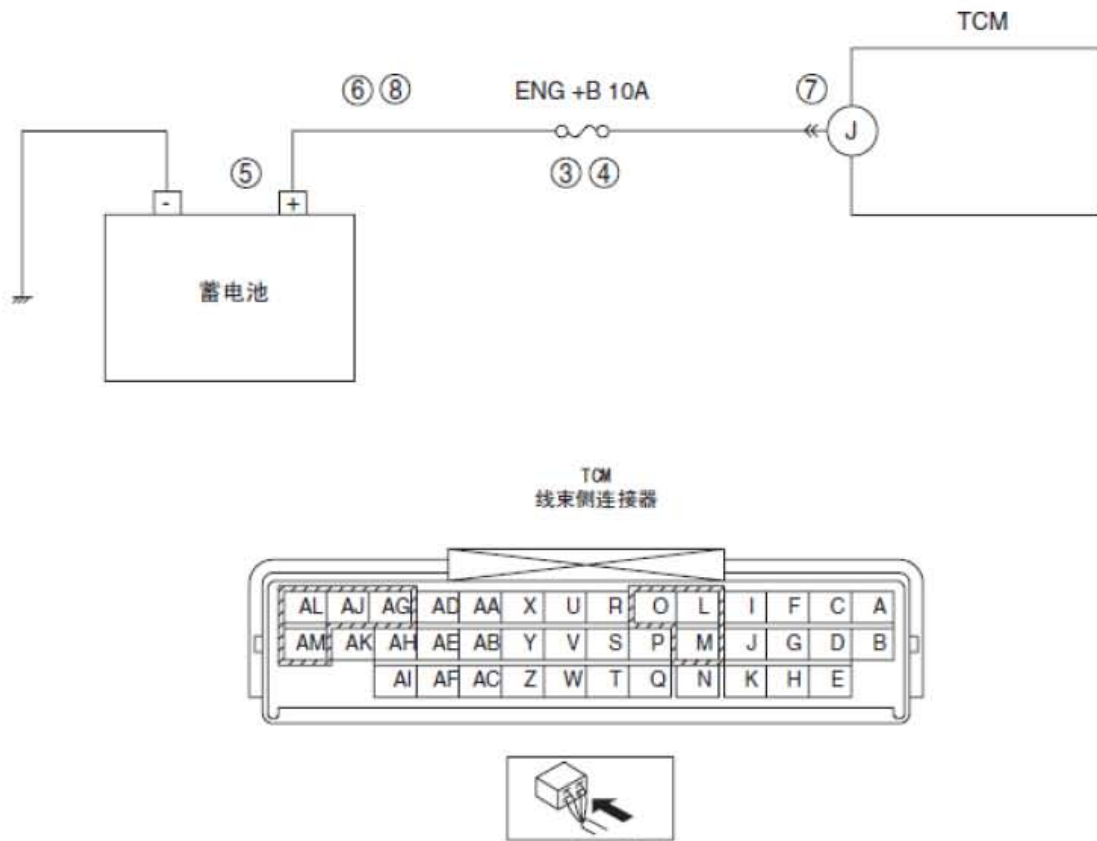 TCM
⑥ ⑧ ENG +B 10A ⑦
J
⑤ ③ ④
- +
蓄电池
TCM
线束侧连接器
AL AJ AG AD AA X U R O L I F C A
AM AK AH AE AB Y V S P M J G D B
AI AF AC Z W T Q N K H E